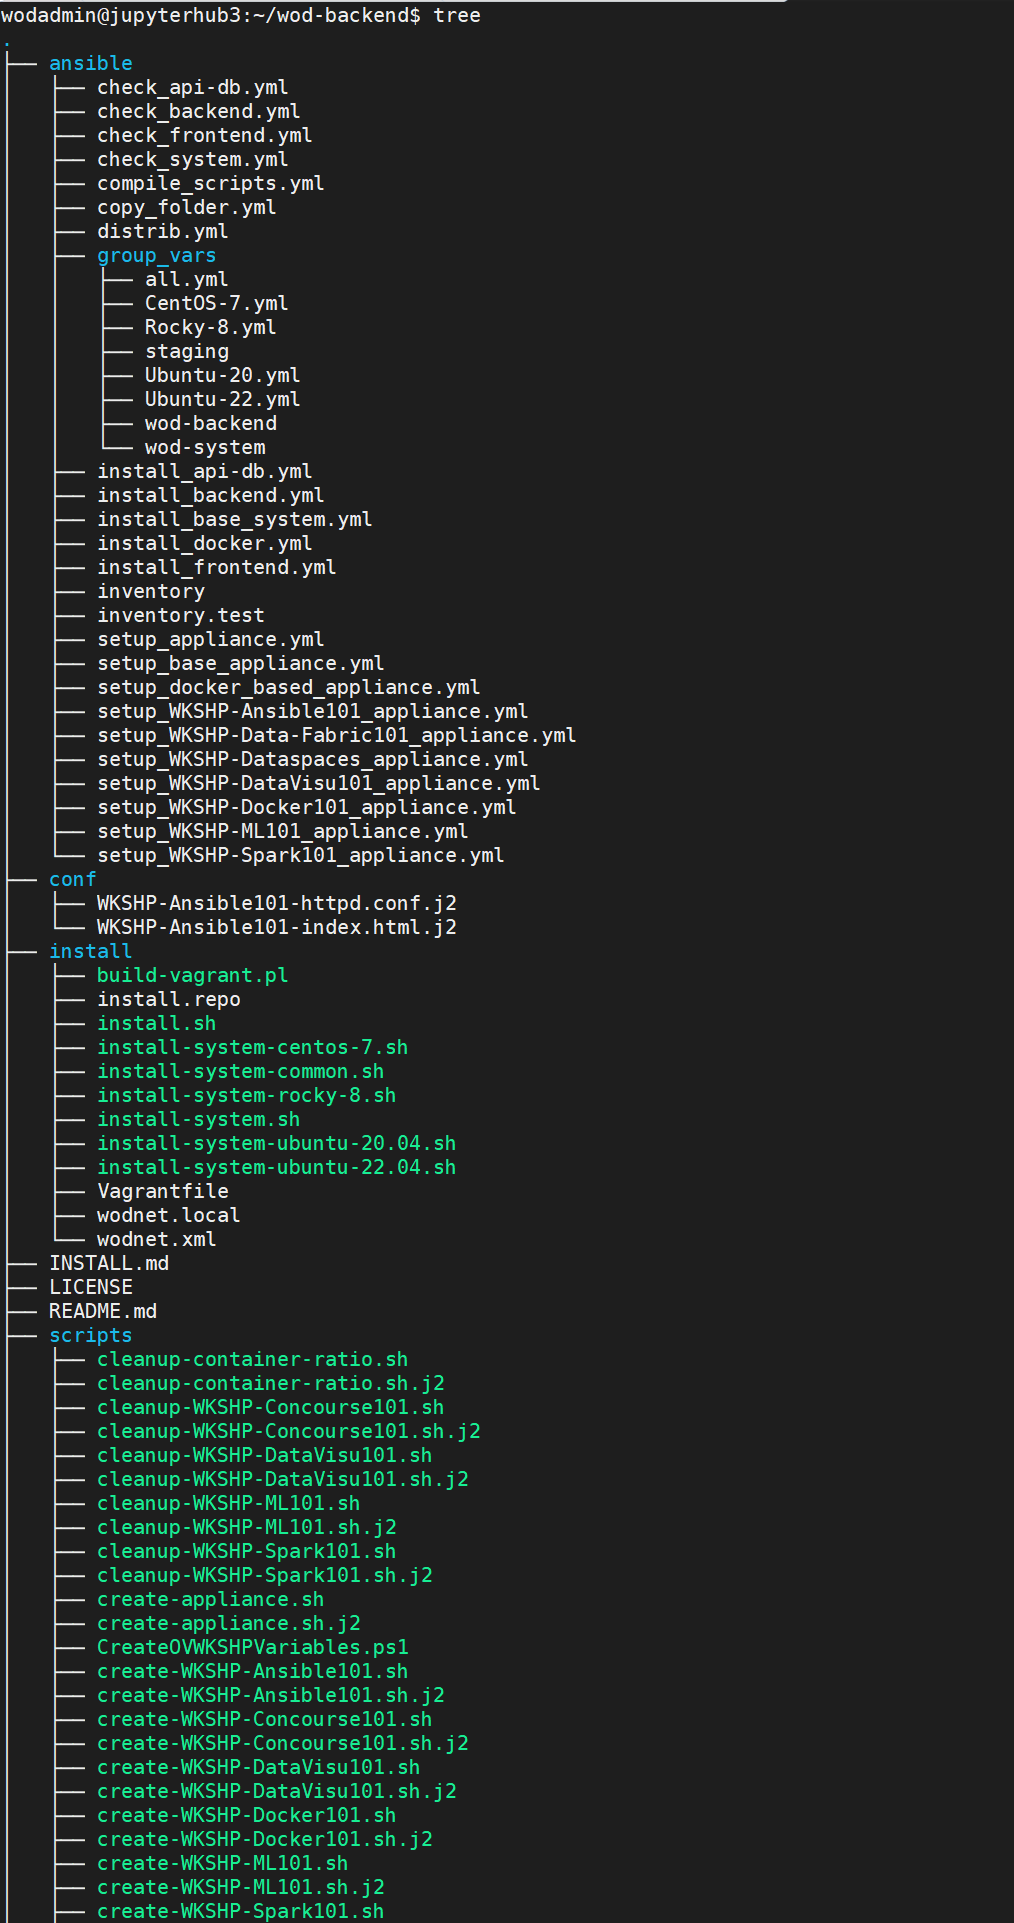 wodadmin@jupyterhub3:~/wod-backend$ tree
.
├── ansible
│   ├── check_api-db.yml
│   ├── check_backend.yml
│   ├── check_frontend.yml
│   ├── check_system.yml
│   ├── compile_scripts.yml
│   ├── copy_folder.yml
│   ├── distrib.yml
│   ├── group_vars
│   │   ├── all.yml
│   │   ├── CentOS-7.yml
│   │   ├── Rocky-8.yml
│   │   ├── staging
│   │   ├── Ubuntu-20.yml
│   │   ├── Ubuntu-22.yml
│   │   ├── wod-backend
│   │   └── wod-system
│   ├── install_api-db.yml
│   ├── install_backend.yml
│   ├── install_base_system.yml
│   ├── install_docker.yml
│   ├── install_frontend.yml
│   ├── inventory
│   ├── inventory.test
│   ├── setup_appliance.yml
│   ├── setup_base_appliance.yml
│   ├── setup_docker_based_appliance.yml
│   ├── setup_WKSHP-Ansible101_appliance.yml
│   ├── setup_WKSHP-Data-Fabric101_appliance.yml
│   ├── setup_WKSHP-Dataspaces_appliance.yml
│   ├── setup_WKSHP-DataVisu101_appliance.yml
│   ├── setup_WKSHP-Docker101_appliance.yml
│   ├── setup_WKSHP-ML101_appliance.yml
│   └── setup_WKSHP-Spark101_appliance.yml
├── conf
│   ├── WKSHP-Ansible101-httpd.conf.j2
│   └── WKSHP-Ansible101-index.html.j2
├── install
│   ├── build-vagrant.pl
│   ├── install.repo
│   ├── install.sh
│   ├── install-system-centos-7.sh
│   ├── install-system-common.sh
│   ├── install-system-rocky-8.sh
│   ├── install-system.sh
│   ├── install-system-ubuntu-20.04.sh
│   ├── install-system-ubuntu-22.04.sh
│   ├── Vagrantfile
│   ├── wodnet.local
│   └── wodnet.xml
├── INSTALL.md
├── LICENSE
├── README.md
├── scripts
│   ├── cleanup-container-ratio.sh
│   ├── cleanup-container-ratio.sh.j2
│   ├── cleanup-WKSHP-Concourse101.sh
│   ├── cleanup-WKSHP-Concourse101.sh.j2
│   ├── cleanup-WKSHP-DataVisu101.sh
│   ├── cleanup-WKSHP-DataVisu101.sh.j2
│   ├── cleanup-WKSHP-ML101.sh
│   ├── cleanup-WKSHP-ML101.sh.j2
│   ├── cleanup-WKSHP-Spark101.sh
│   ├── cleanup-WKSHP-Spark101.sh.j2
│   ├── create-appliance.sh
│   ├── create-appliance.sh.j2
│   ├── CreateOVWKSHPVariables.ps1
│   ├── create-WKSHP-Ansible101.sh
│   ├── create-WKSHP-Ansible101.sh.j2
│   ├── create-WKSHP-Concourse101.sh
│   ├── create-WKSHP-Concourse101.sh.j2
│   ├── create-WKSHP-DataVisu101.sh
│   ├── create-WKSHP-DataVisu101.sh.j2
│   ├── create-WKSHP-Docker101.sh
│   ├── create-WKSHP-Docker101.sh.j2
│   ├── create-WKSHP-ML101.sh
│   ├── create-WKSHP-ML101.sh.j2
│   ├── create-WKSHP-Spark101.sh